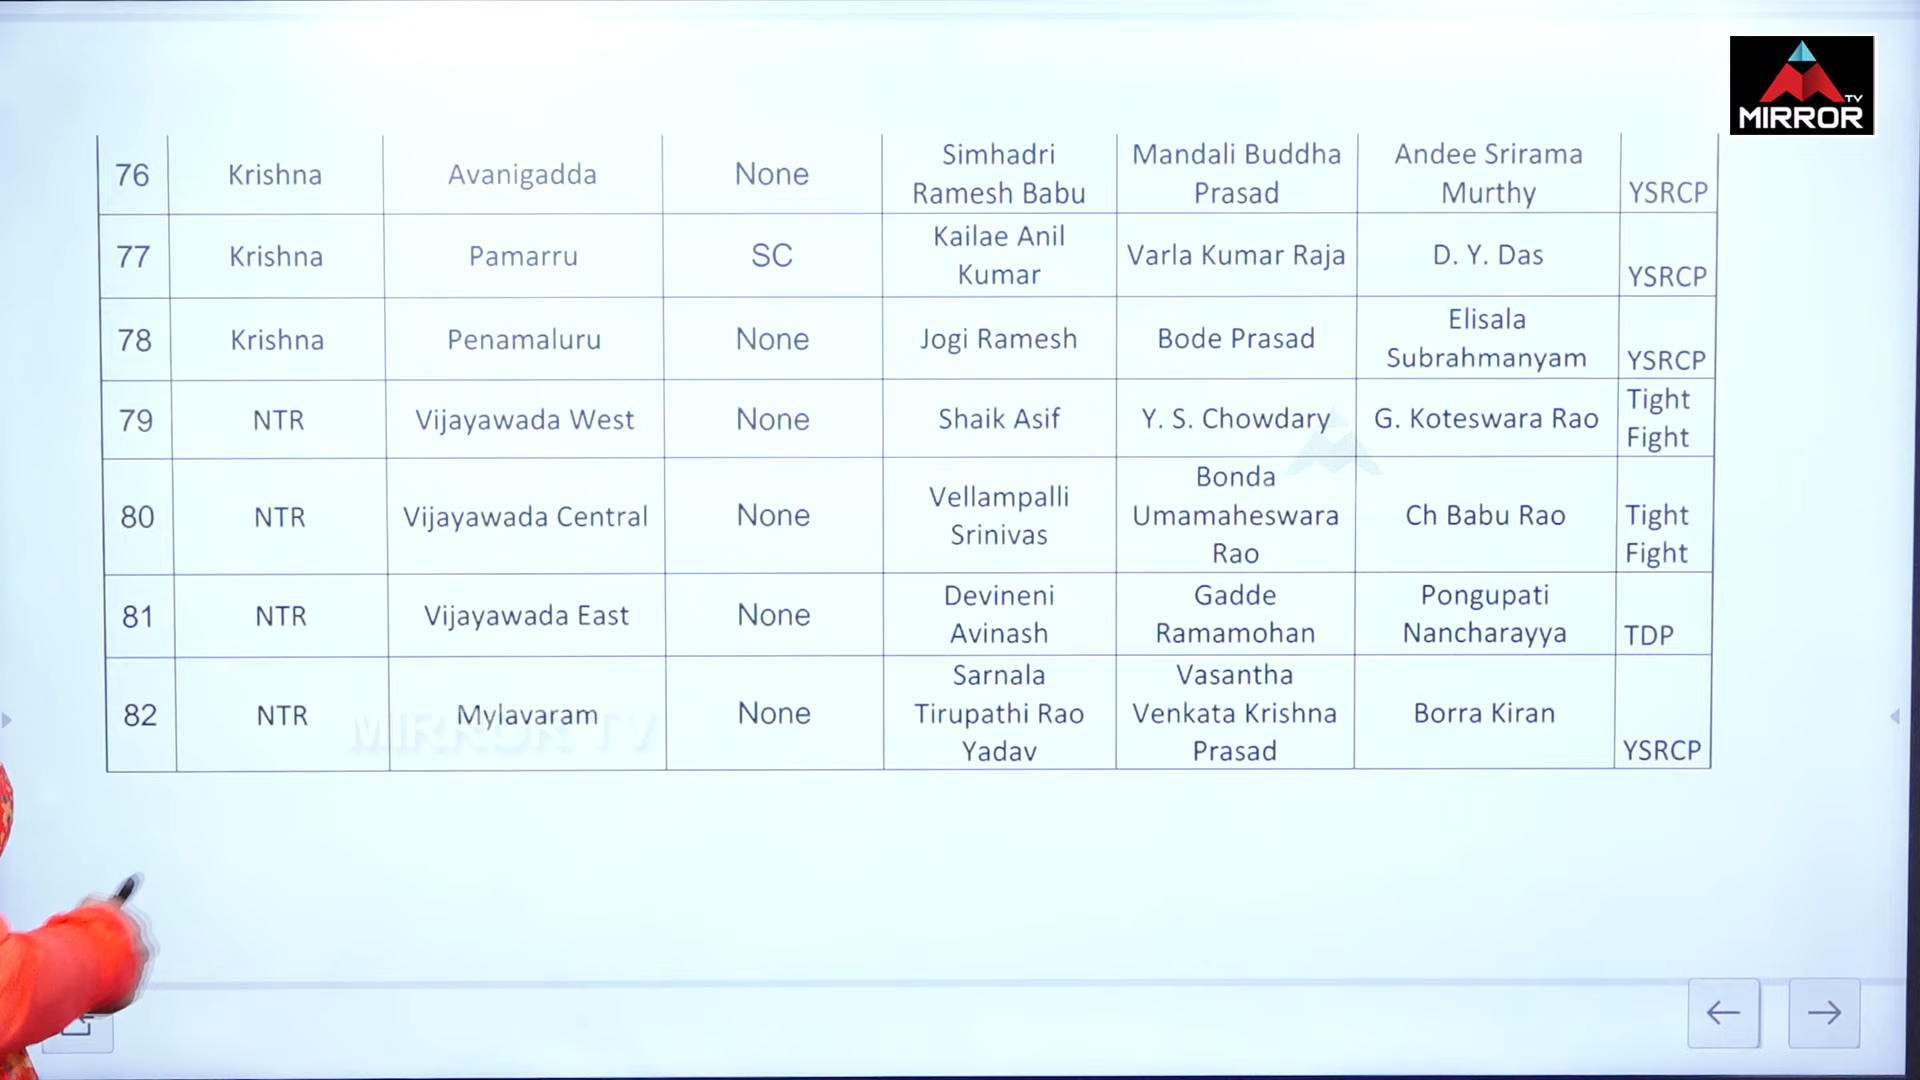 TV
MIRROR
76 Krishna Avanigadda None Simhadri Ramesh Babu Mandali Buddha Prasad Andee Srirama Murthy YSRCP
77 Krishna Pamarru SC Kailae Anil Kumar Varla Kumar Raja D. Y. Das YSRCP
78 Krishna Penamaluru None Jogi Ramesh Bode Prasad Elisala Subrahmanyam YSRCP
79 NTR Vijayawada West None Shaik Asif Y. S. Chowdary G. Koteswara Rao Tight Fight
80 NTR Vijayawada Central None Vellampalli Srinivas Bonda Umamaheswara Rao Ch Babu Rao Tight Fight
81 NTR Vijayawada East None Devineni Avinash Gadde Ramamohan Pongupati Nancharayya TDP
82 NTR Mylavaram None Sarnala Tirupathi Rao Yadav Vasantha Venkata Krishna Prasad Borra Kiran YSRCP
MIRROR TV